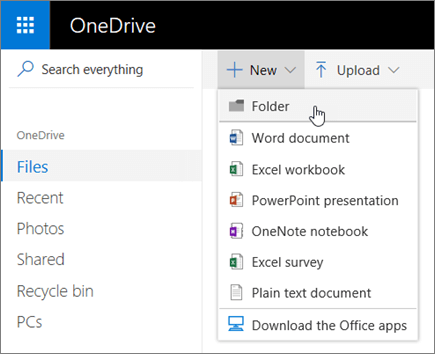 OneDrive
Search everything
New
Upload
OneDrive
Files
Recent
Photos
Shared
Recycle bin
PCs
Folder
Word document
Excel workbook
PowerPoint presentation
OneNote notebook
Excel survey
Plain text document
Download the Office apps